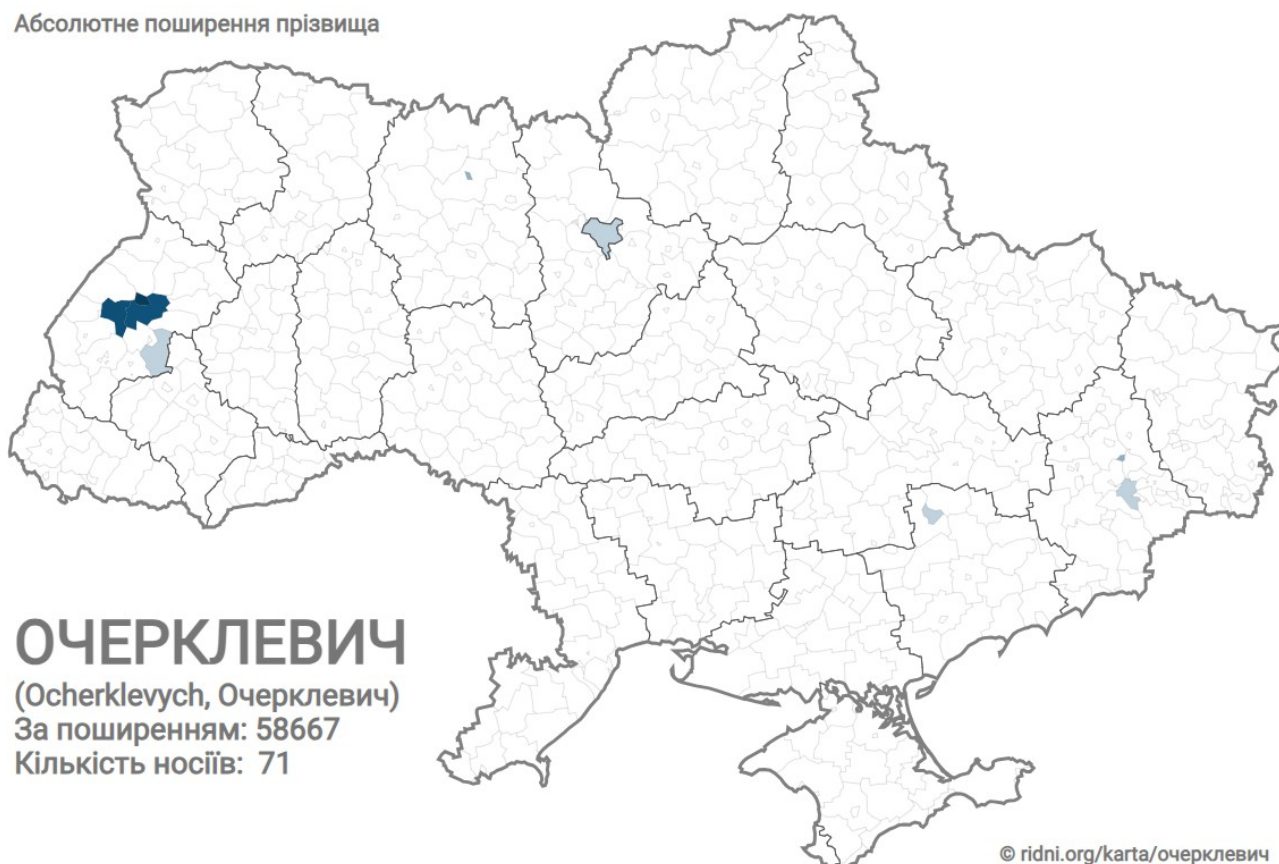 Абсолютне поширення прізвища
ОЧЕРКЛЕВИЧ
(Ocherklevych, Очерклевич)
За поширенням: 58667
Кількість носіїв: 71
© ridni.org/karta/очерклевич